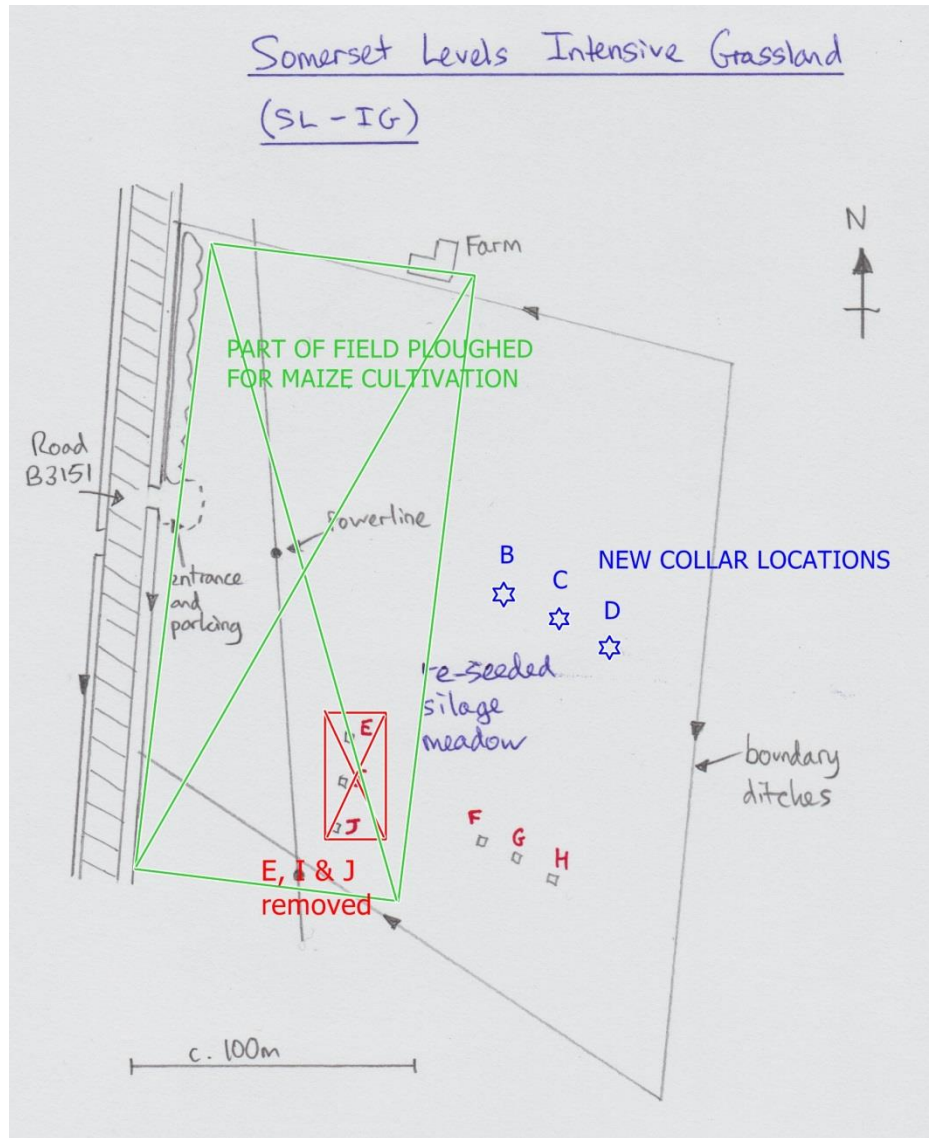 Somerset Levels Intensive Grassland
(SL-IG)
N
Farm
PART OF FIELD PLOUGHED
FOR MAIZE CULTIVATION
Road
B3151
Powerline
B
NEW COLLAR LOCATIONS
C
D
entrance
and
parking
re-seeded
silage
meadow
E
J
boundary
ditches
F
G
H
E, I & J
removed
c. 100m